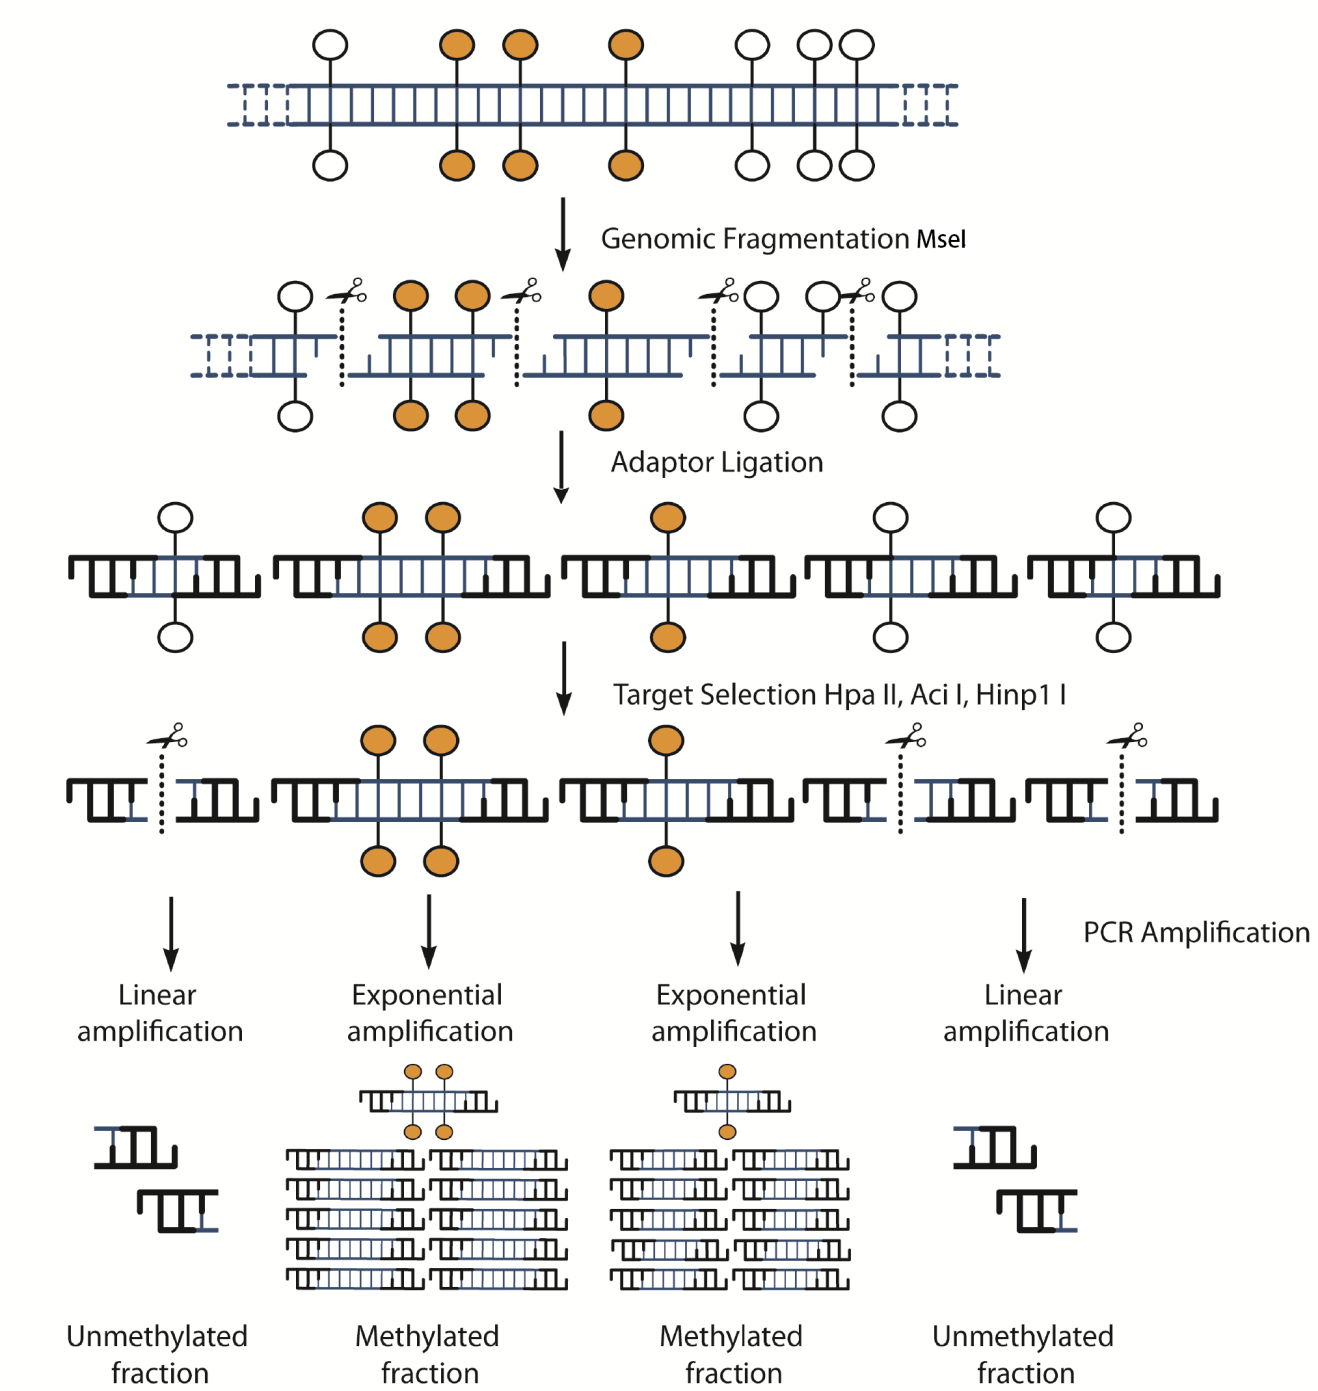 Genomic Fragmentation MseI
Adaptor Ligation
Target Selection Hpa II, Aci I, Hinp1 I
PCR Amplification
Linear
amplification
Exponential
amplification
Exponential
amplification
Linear
amplification
Unmethylated
fraction
Methylated
fraction
Methylated
fraction
Unmethylated
fraction